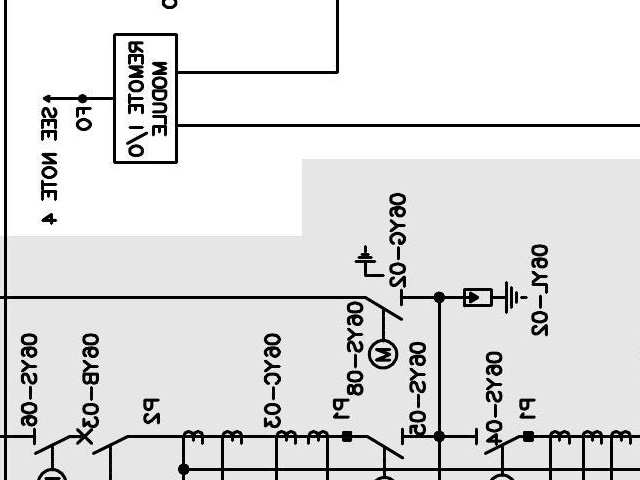 REMOTE I/O
MODULE
FO
SEE NOTE 4
06YG-02
06YL-02
06YS-08
06YS-05
06YS-04
P1
06YS-06
06YB-03
P2
06YC-03
P1
M